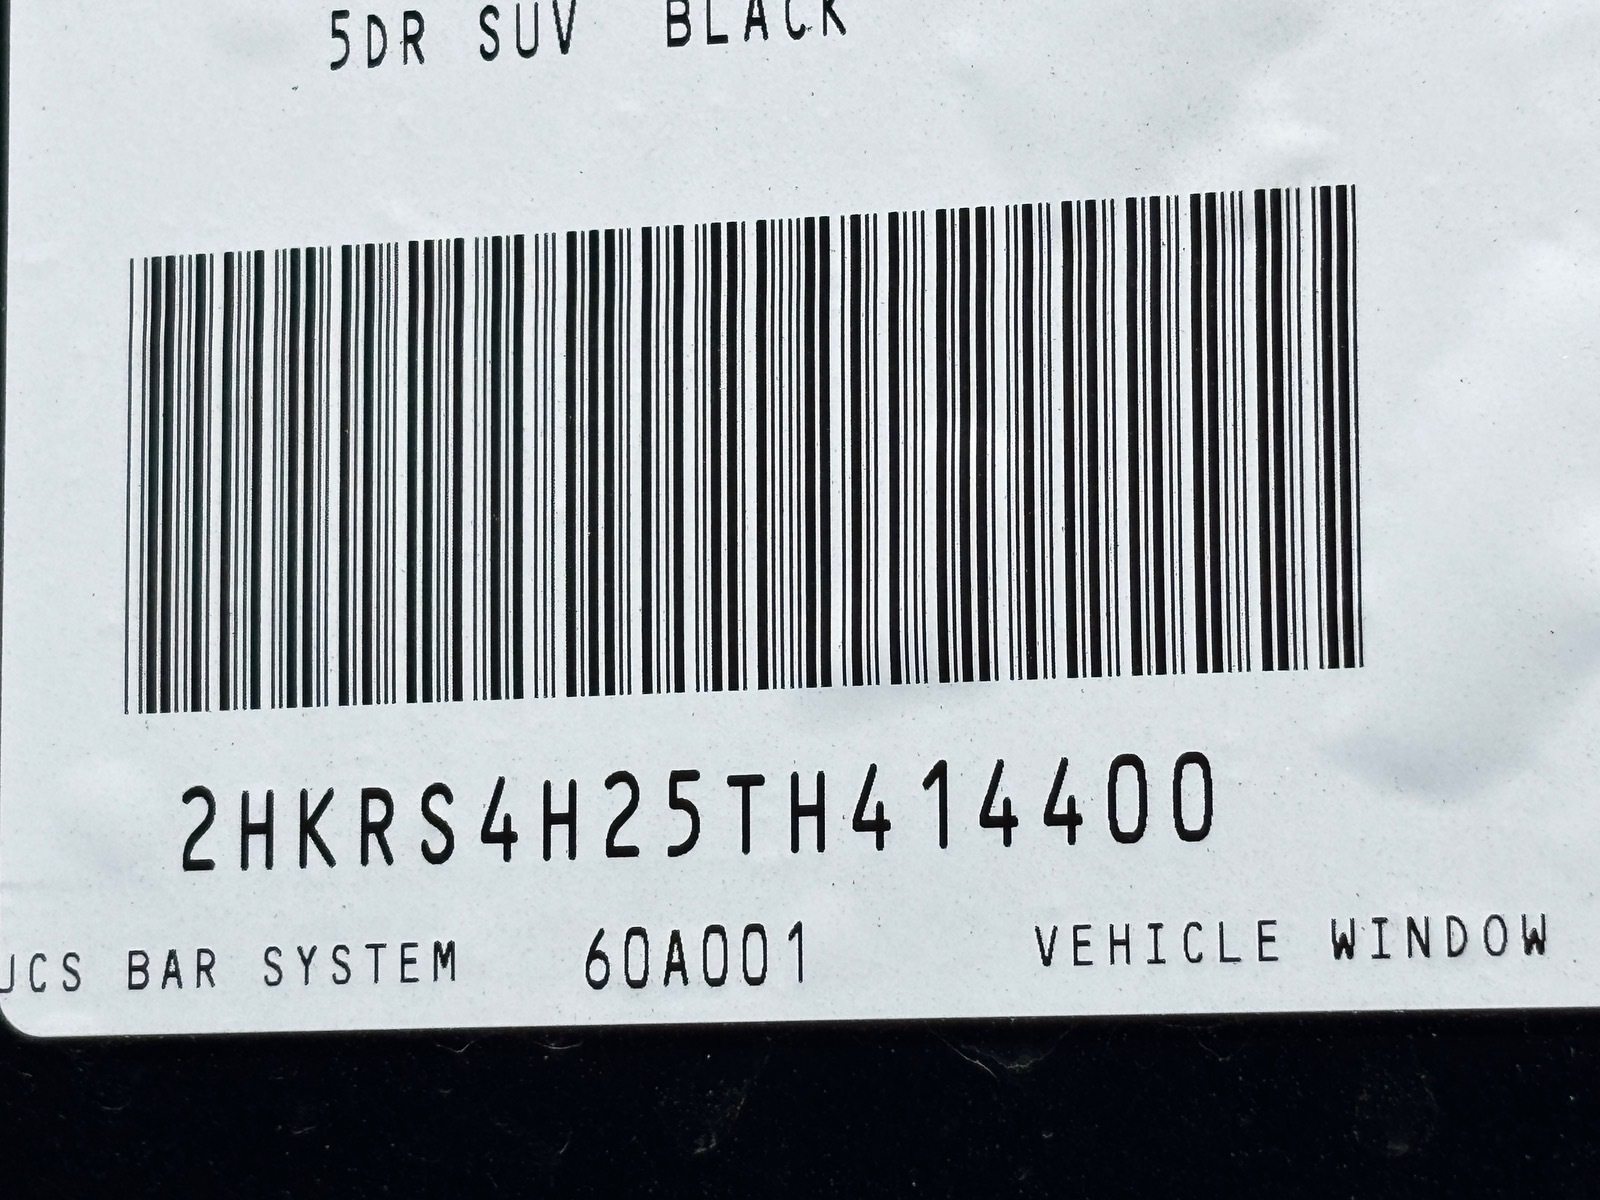 5DR SUV BLACK
2HKRS4H25TH414400
UCS BAR SYSTEM 60A001 VEHICLE WINDOW